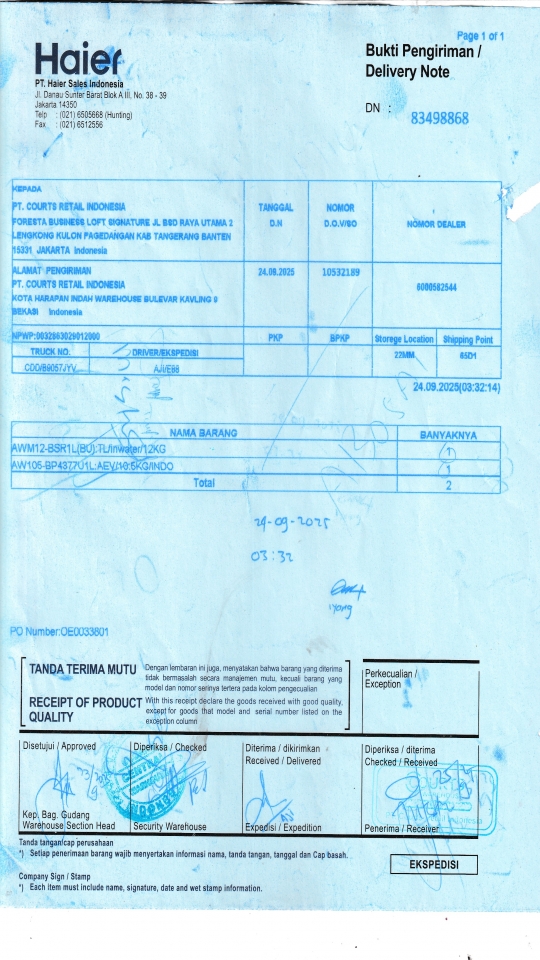 Page 1 of 1
Haier
Bukti Pengiriman /
Delivery Note
PT. Haier Sales Indonesia
Jl. Danau Sunter Barat Blok A III, No. 38 - 39
Jakarta 14350
Telp : (021) 6505668 (Hunting)
Fax : (021) 6512556
DN : 83498868
KEPADA
PT. COURTS RETAIL INDONESIA
FORESTA BUSINESS LOFT SIGNATURE JL BSD RAYA UTAMA 2
LENGKONG KULON PAGEDANGAN KAB TANGERANG BANTEN
15331 JAKARTA Indonesia
TANGGAL
D.N
NOMOR
D.O.V/SO
NOMOR DEALER
ALAMAT PENGIRIMAN
PT. COURTS RETAIL INDONESIA
KOTA HARAPAN INDAH WAREHOUSE BULEVAR KAVLING 9
BEKASI Indonesia
24.09.2025
10532189
6000582544
NPWP:0032863029012000
PKP
BPKP
Storege Location
Shipping Point
TRUCK NO.
DRIVER/EKSPEDISI
22MM
65D1
CDD/B9057JYV
AJI/E68
24.09.2025(03:32:14)
NAMA BARANG
BANYAKNYA
AWM12-BSR1L(BU):TL/Inwater/12KG
1
AW105-BP4377U1L:AEV/10.5KG/INDO
1
Total
2
24-09-2025
03:32
iyong
PO Number:OE0033801
TANDA TERIMA MUTU
Dengan lembaran ini juga, menyatakan bahwa barang yang diterima
tidak bermasalah secara manajemen mutu, kecuali barang yang
model dan nomor serinya tertera pada kolom pengecualian
RECEIPT OF PRODUCT
QUALITY
With this receipt declare the goods received with good quality,
except for goods that model and serial number listed on the
exception column
Perkecualian /
Exception
Disetujui / Approved
Diperiksa / Checked
Diterima / dikirimkan
Received / Delivered
Diperiksa / diterima
Checked / Received
Kep. Bag. Gudang
Warehouse Section Head
Security Warehouse
Expedisi / Expedition
Penerima / Receiver
Tanda tangan/cap perusahaan
*) Setiap penerimaan barang wajib menyertakan informasi nama, tanda tangan, tanggal dan Cap basah.
EKSPEDISI
Company Sign / Stamp
*) Each item must include name, signature, date and wet stamp information.